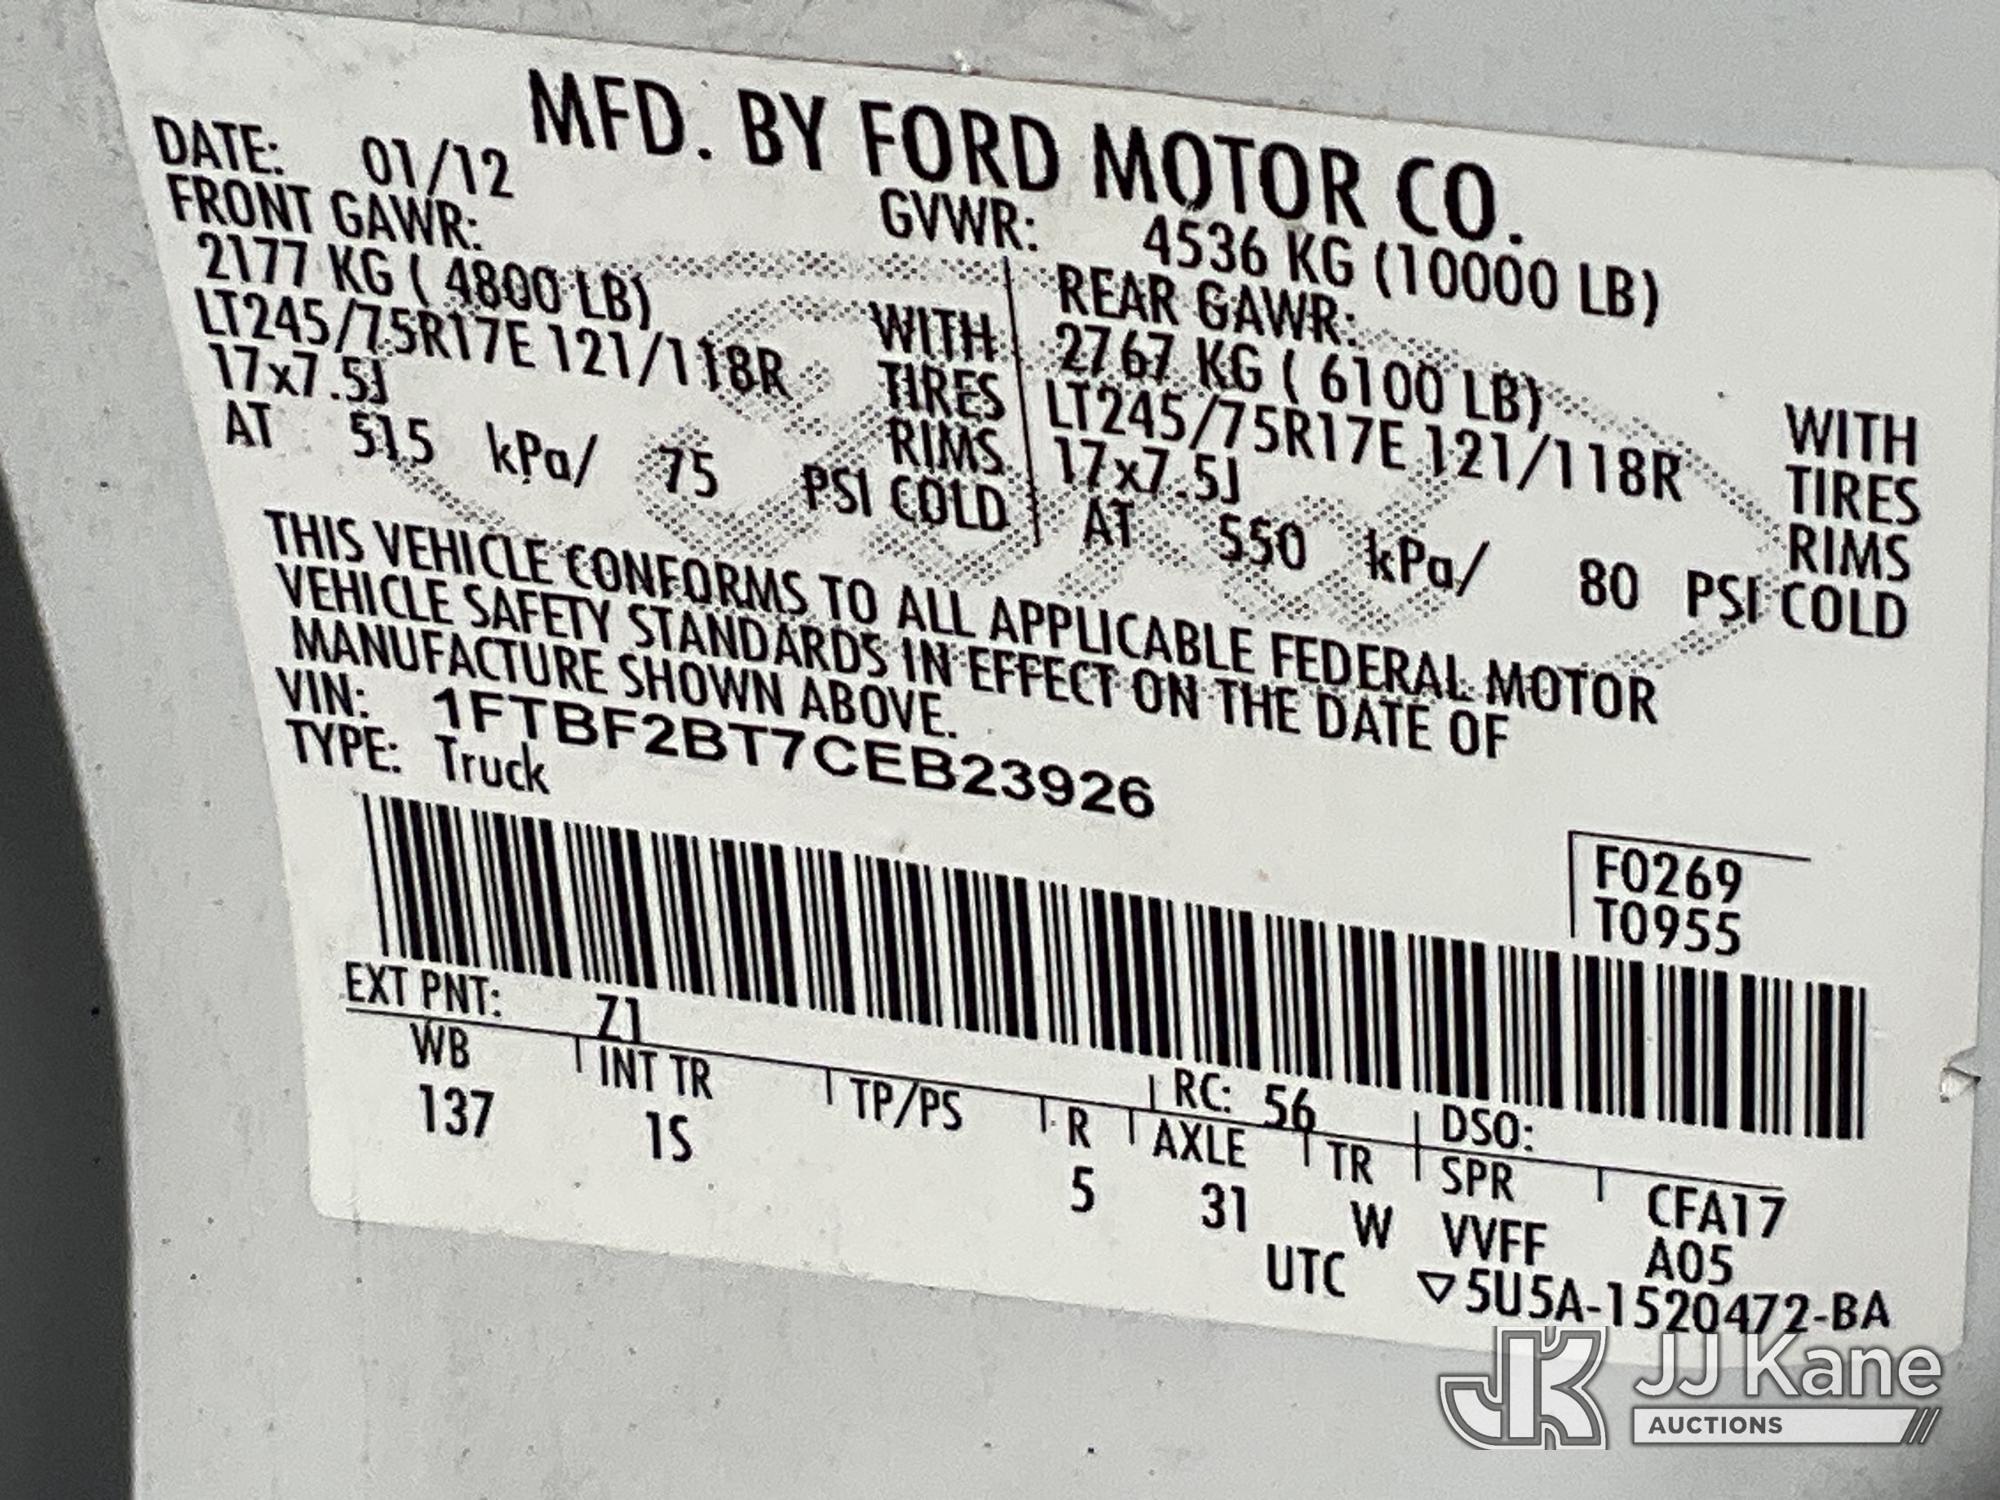 MFD. BY FORD MOTOR CO.
DATE: 01/12 GVWR: 4536 KG (10000 LB)
FRONT GAWR: REAR GAWR:
2177 KG ( 4800 LB) WITH 2767 KG ( 6100 LB) WITH
LT245/75R17E 121/118R TIRES LT245/75R17E 121/118R TIRES
17x7.5J RIMS 17x7.5J RIMS
AT 515 kPa/ 75 PSI COLD AT 550 kPa/ 80 PSI COLD
THIS VEHICLE CONFORMS TO ALL APPLICABLE FEDERAL MOTOR
VEHICLE SAFETY STANDARDS IN EFFECT ON THE DATE OF
MANUFACTURE SHOWN ABOVE.
VIN: 1FTBF2BT7CEB23926
TYPE: Truck
F0269
T0955
EXT PNT: Z1 RC: 56 DSO:
WB INT TR TP/PS R AXLE TR SPR CFA17
137 1S 5 31 W VVFF A05
UTC ▽5U5A-1520472-BA
JJ Kane
AUCTIONS